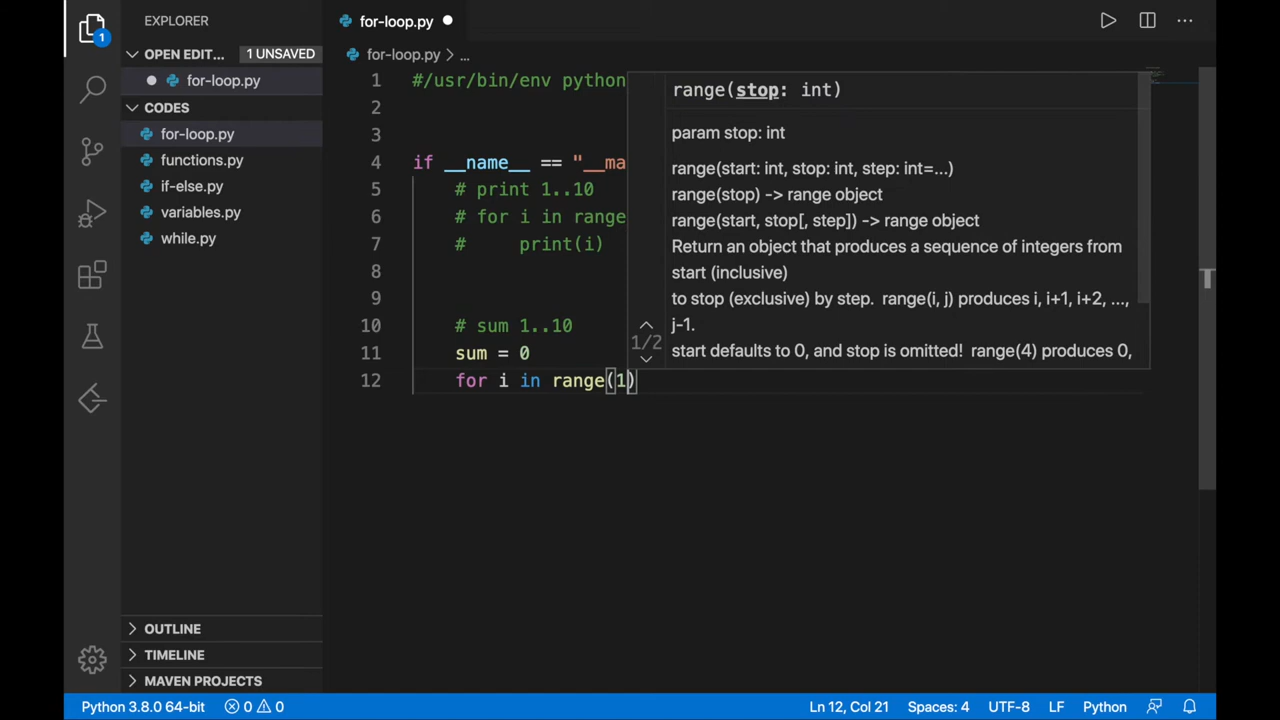 EXPLORER
for-loop.py
1
OPEN EDIT... 1 UNSAVED
for-loop.py > ...
for-loop.py
CODES
for-loop.py
functions.py
if-else.py
variables.py
while.py
1 #/usr/bin/env python
2
3
4 if __name__ == "__ma
5 # print 1..10
6 # for i in range
7 # print(i)
8
9
10 # sum 1..10
11 sum = 0
12 for i in range(1)
range(stop: int)
param stop: int
range(start: int, stop: int, step: int=...)
range(stop) -> range object
range(start, stop[, step]) -> range object
Return an object that produces a sequence of integers from
start (inclusive)
to stop (exclusive) by step. range(i, j) produces i, i+1, i+2, ...,
j-1.
start defaults to 0, and stop is omitted! range(4) produces 0,
1/2
OUTLINE
TIMELINE
MAVEN PROJECTS
Python 3.8.0 64-bit 0 0 Ln 12, Col 21 Spaces: 4 UTF-8 LF Python